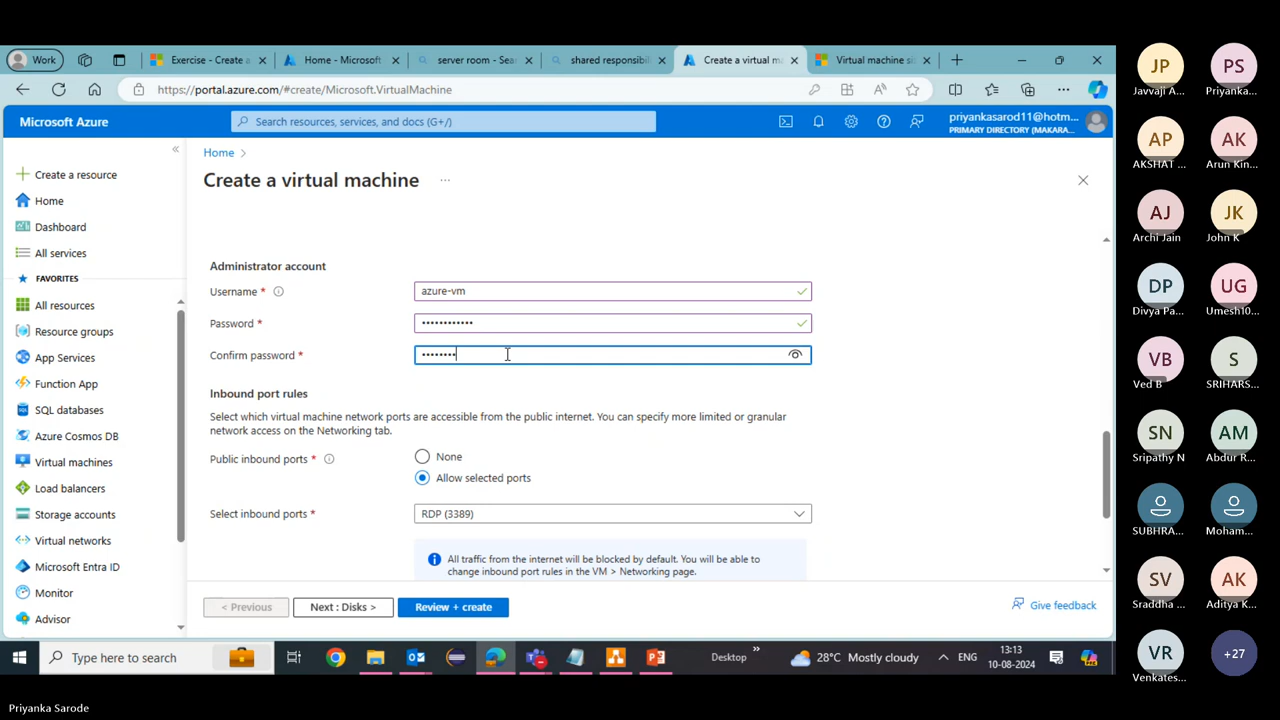 Work
Exercise - Create a
Home - Microsoft
server room - Sea
shared responsibil
Create a virtual m
Virtual machine si
https://portal.azure.com/#create/Microsoft.VirtualMachine
Microsoft Azure
Search resources, services, and docs (G+/)
priyankasarod11@hotm...
PRIMARY DIRECTORY (MAKARA...
Home >
Create a virtual machine ...
Create a resource
Home
Dashboard
All services
FAVORITES
All resources
Resource groups
App Services
Function App
SQL databases
Azure Cosmos DB
Virtual machines
Load balancers
Storage accounts
Virtual networks
Microsoft Entra ID
Monitor
Advisor
Administrator account
Username *
azure-vm
Password *
••••••••••••
Confirm password *
••••••••
Inbound port rules
Select which virtual machine network ports are accessible from the public internet. You can specify more limited or granular
network access on the Networking tab.
Public inbound ports *
None
Allow selected ports
Select inbound ports *
RDP (3389)
All traffic from the internet will be blocked by default. You will be able to
change inbound port rules in the VM > Networking page.
< Previous
Next : Disks >
Review + create
Give feedback
Type here to search
Desktop
28°C Mostly cloudy
ENG
13:13
10-08-2024
JP
Javvaji A...
PS
Priyanka...
AP
AKSHAT ...
AK
Arun Kin...
AJ
Archi Jain
JK
John K
DP
Divya Pa...
UG
Umesh10...
VB
Ved B
S
SRIHARS...
SN
Sripathy N
AM
Abdur R...
SUBHRA...
Moham...
SV
Sraddha ...
AK
Aditya K...
VR
Venkates...
+27
Priyanka Sarode